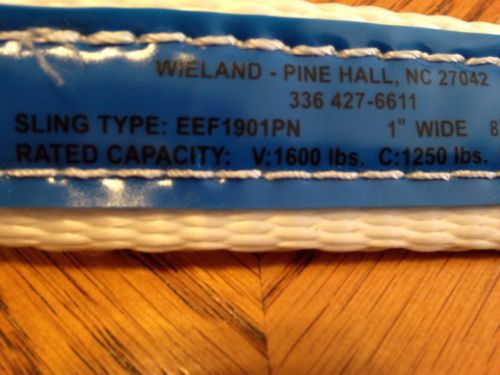 WIELAND - PINE HALL, NC 27042
336 427-6611
SLING TYPE: EEF1901PN 1" WIDE 8
RATED CAPACITY: V:1600 lbs. C:1250 lbs.